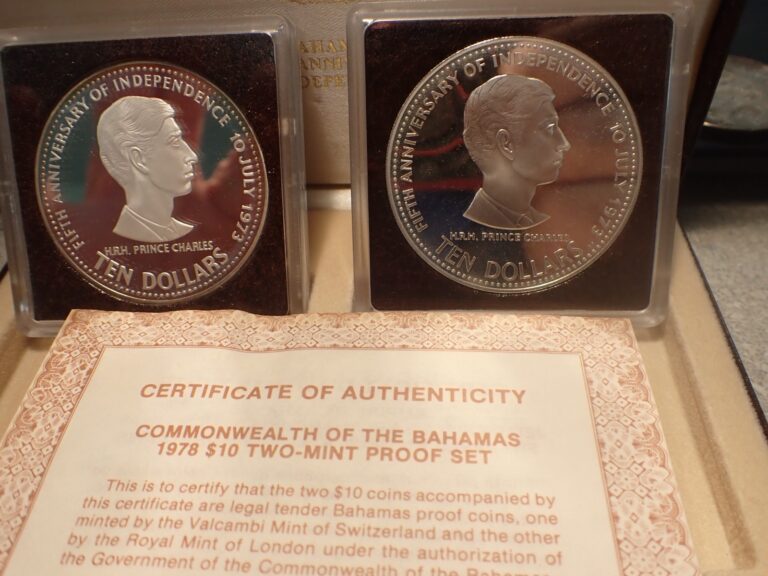 FIFTH ANNIVERSARY OF INDEPENDENCE 10 JULY 1973
H.R.H. PRINCE CHARLES
TEN DOLLARS
FIFTH ANNIVERSARY OF INDEPENDENCE 10 JULY 1973
H.R.H. PRINCE CHARLES
TEN DOLLARS
CERTIFICATE OF AUTHENTICITY
COMMONWEALTH OF THE BAHAMAS
1978 $10 TWO-MINT PROOF SET
This is to certify that the two $10 coins accompanied by
this certificate are legal tender Bahamas proof coins, one
minted by the Valcambi Mint of Switzerland and the other
by the Royal Mint of London under the authorization of
the Government of the Commonwealth of the Bahamas